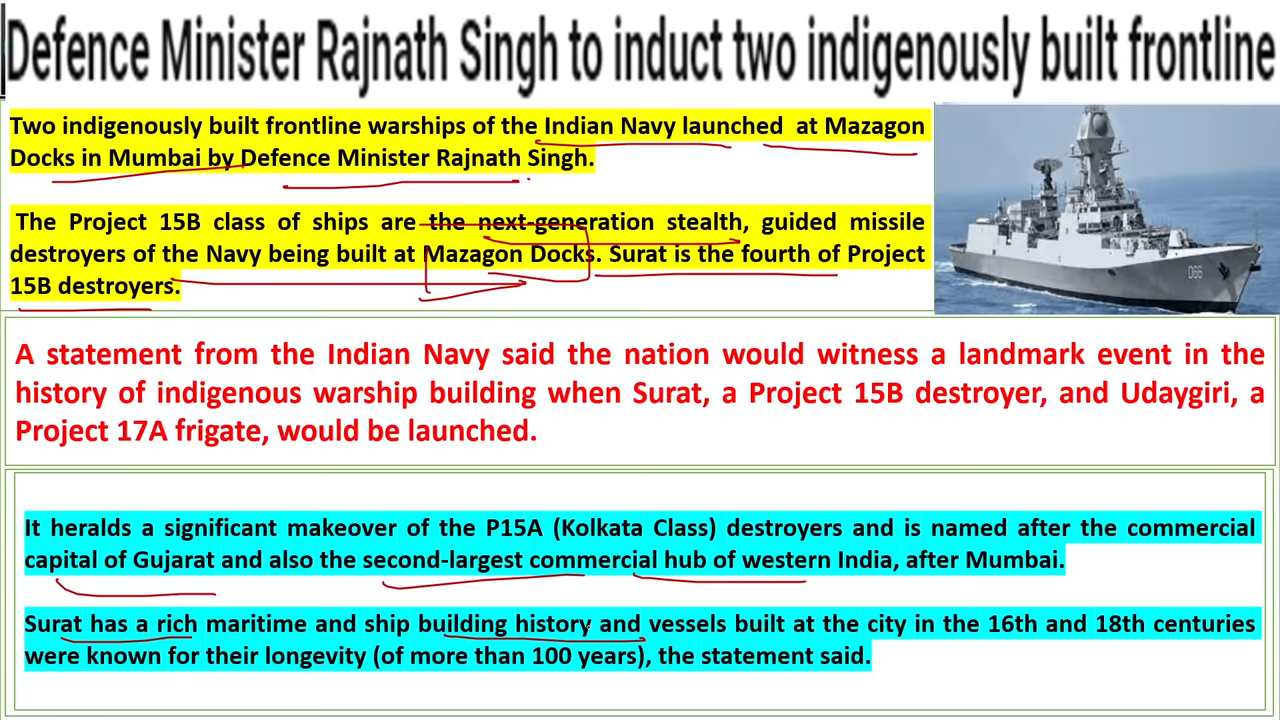 Defence Minister Rajnath Singh to induct two indigenously built frontline
Two indigenously built frontline warships of the Indian Navy launched at Mazagon
Docks in Mumbai by Defence Minister Rajnath Singh.
The Project 15B class of ships are the next-generation stealth, guided missile
destroyers of the Navy being built at Mazagon Docks. Surat is the fourth of Project
15B destroyers.
D66
A statement from the Indian Navy said the nation would witness a landmark event in the
history of indigenous warship building when Surat, a Project 15B destroyer, and Udaygiri, a
Project 17A frigate, would be launched.
It heralds a significant makeover of the P15A (Kolkata Class) destroyers and is named after the commercial
capital of Gujarat and also the second-largest commercial hub of western India, after Mumbai.
Surat has a rich maritime and ship building history and vessels built at the city in the 16th and 18th centuries
were known for their longevity (of more than 100 years), the statement said.